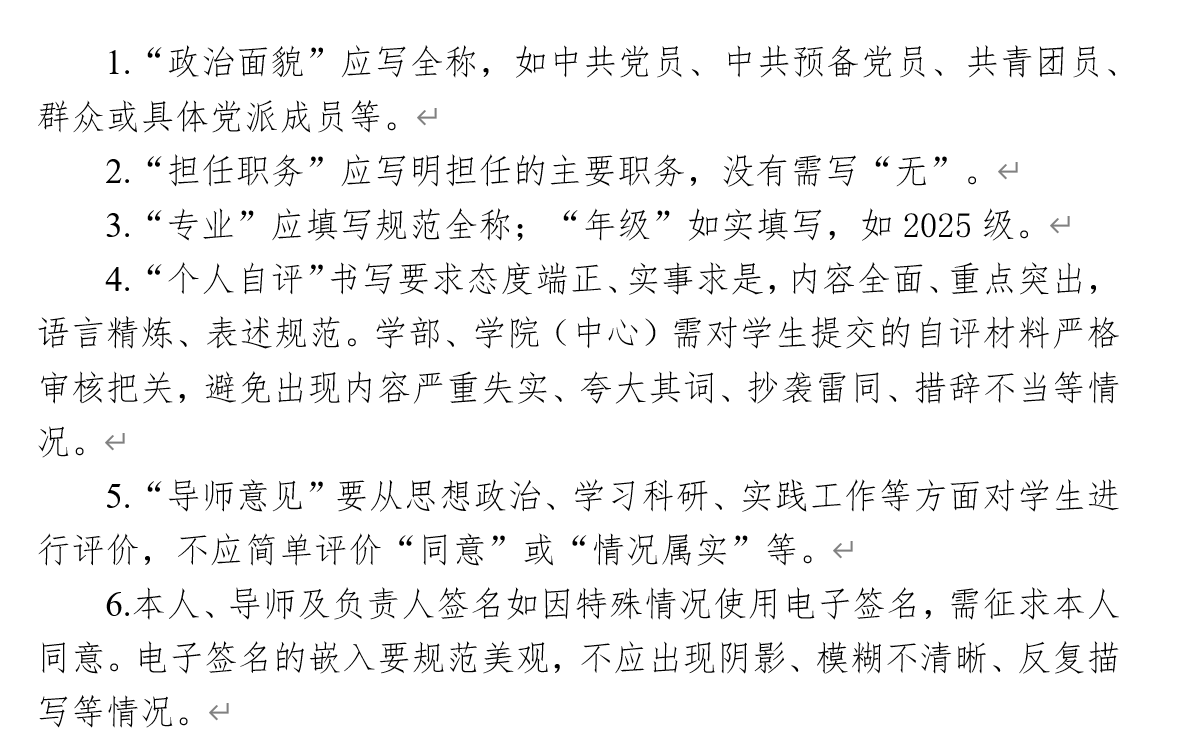 1.“政治面貌”应写全称，如中共党员、中共预备党员、共青团员、
群众或具体党派成员等。↵
2.“担任职务”应写明担任的主要职务，没有需写“无”。↵
3.“专业”应填写规范全称；“年级”如实填写，如 2025 级。↵
4.“个人自评”书写要求态度端正、实事求是，内容全面、重点突出，
语言精炼、表述规范。学部、学院（中心）需对学生提交的自评材料严格
审核把关，避免出现内容严重失实、夸大其词、抄袭雷同、措辞不当等情
况。↵
5.“导师意见”要从思想政治、学习科研、实践工作等方面对学生进
行评价，不应简单评价“同意”或“情况属实”等。↵
6.本人、导师及负责人签名如因特殊情况使用电子签名，需征求本人
同意。电子签名的嵌入要规范美观，不应出现阴影、模糊不清晰、反复描
写等情况。↵